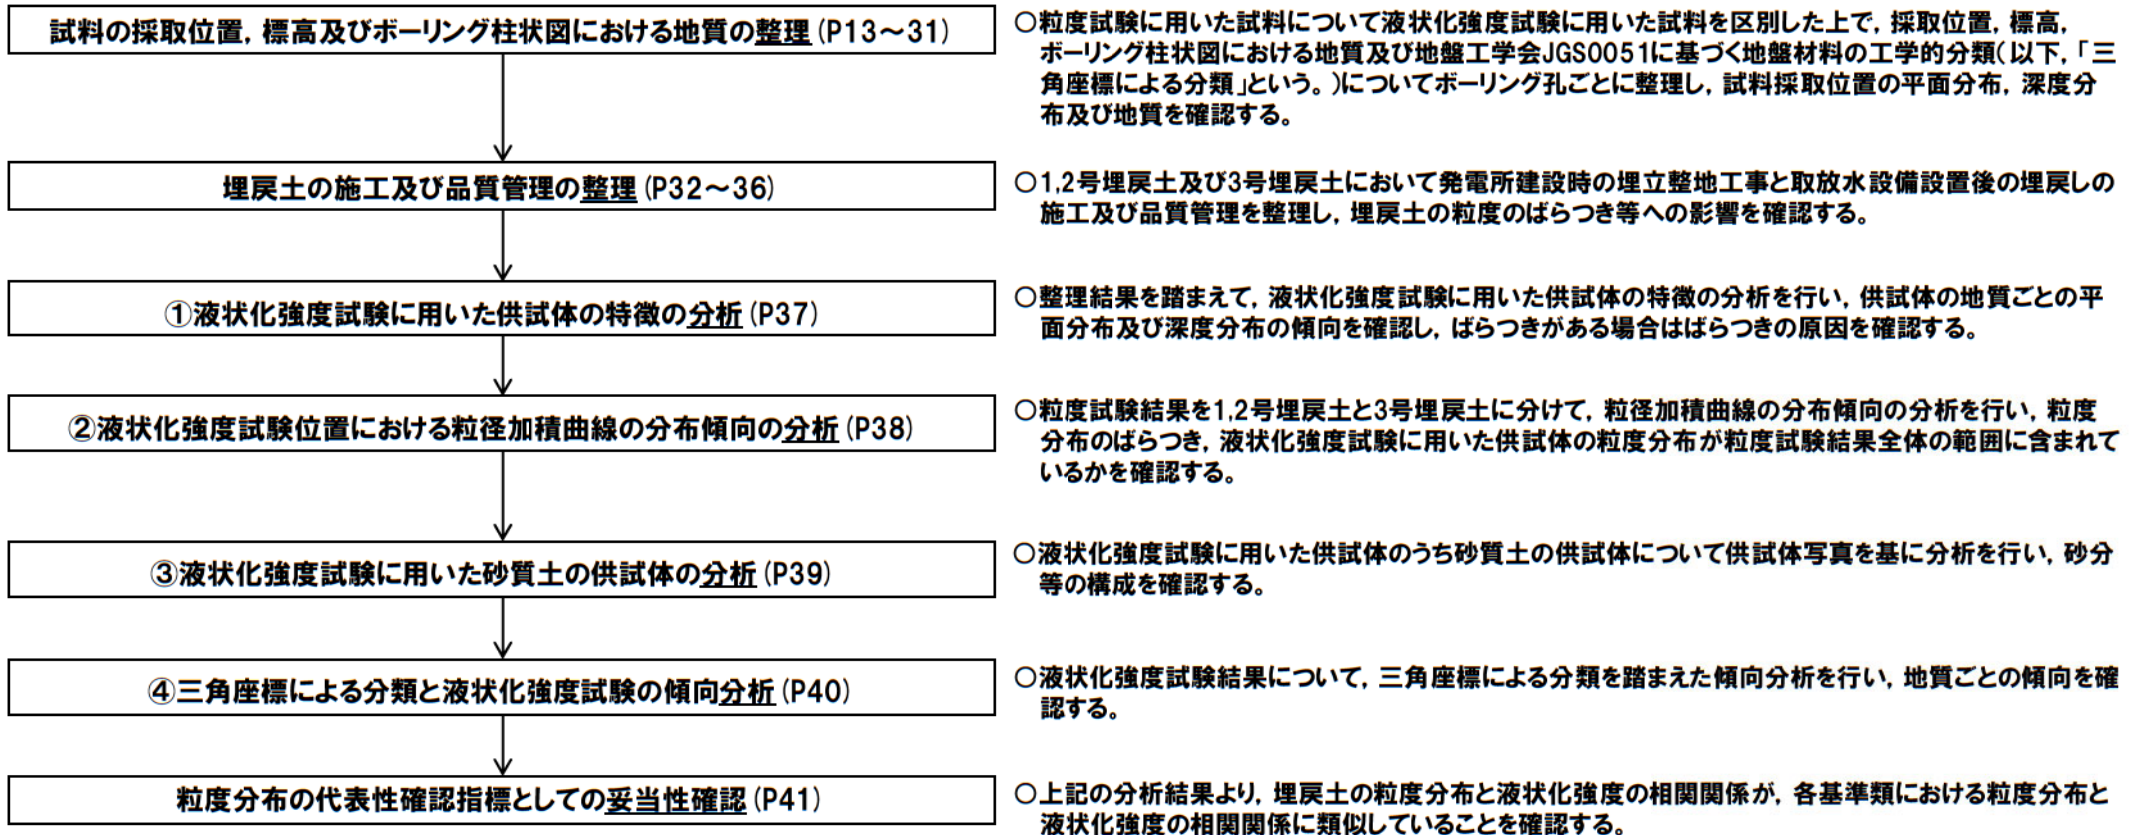 試料の採取位置，標高及びボーリング柱状図における地質の整理(P13～31)
○粒度試験に用いた試料について液状化強度試験に用いた試料を区別した上で，採取位置，標高，
ボーリング柱状図における地質及び地盤工学会JGS0051に基づく地盤材料の工学的分類(以下，「三
角座標による分類」という。)についてボーリング孔ごとに整理し，試料採取位置の平面分布，深度分
布及び地質を確認する。
埋戻土の施工及び品質管理の整理(P32～36)
○1,2号埋戻土及び3号埋戻土において発電所建設時の埋立整地工事と取放水設備設置後の埋戻しの
施工及び品質管理を整理し，埋戻土の粒度のばらつき等への影響を確認する。
①液状化強度試験に用いた供試体の特徴の分析(P37)
○整理結果を踏まえて，液状化強度試験に用いた供試体の特徴の分析を行い，供試体の地質ごとの平
面分布及び深度分布の傾向を確認し，ばらつきがある場合はばらつきの原因を確認する。
②液状化強度試験位置における粒径加積曲線の分布傾向の分析(P38)
○粒度試験結果を1,2号埋戻土と3号埋戻土に分けて，粒径加積曲線の分布傾向の分析を行い，粒度
分布のばらつき，液状化強度試験に用いた供試体の粒度分布が粒度試験結果全体の範囲に含まれて
いるかを確認する。
③液状化強度試験に用いた砂質土の供試体の分析(P39)
○液状化強度試験に用いた供試体のうち砂質土の供試体について供試体写真を基に分析を行い，砂分
等の構成を確認する。
④三角座標による分類と液状化強度試験の傾向分析(P40)
○液状化強度試験結果について，三角座標による分類を踏まえた傾向分析を行い，地質ごとの傾向を確
認する。
粒度分布の代表性確認指標としての妥当性確認(P41)
○上記の分析結果より，埋戻土の粒度分布と液状化強度の相関関係が，各基準類における粒度分布と
液状化強度の相関関係に類似していることを確認する。